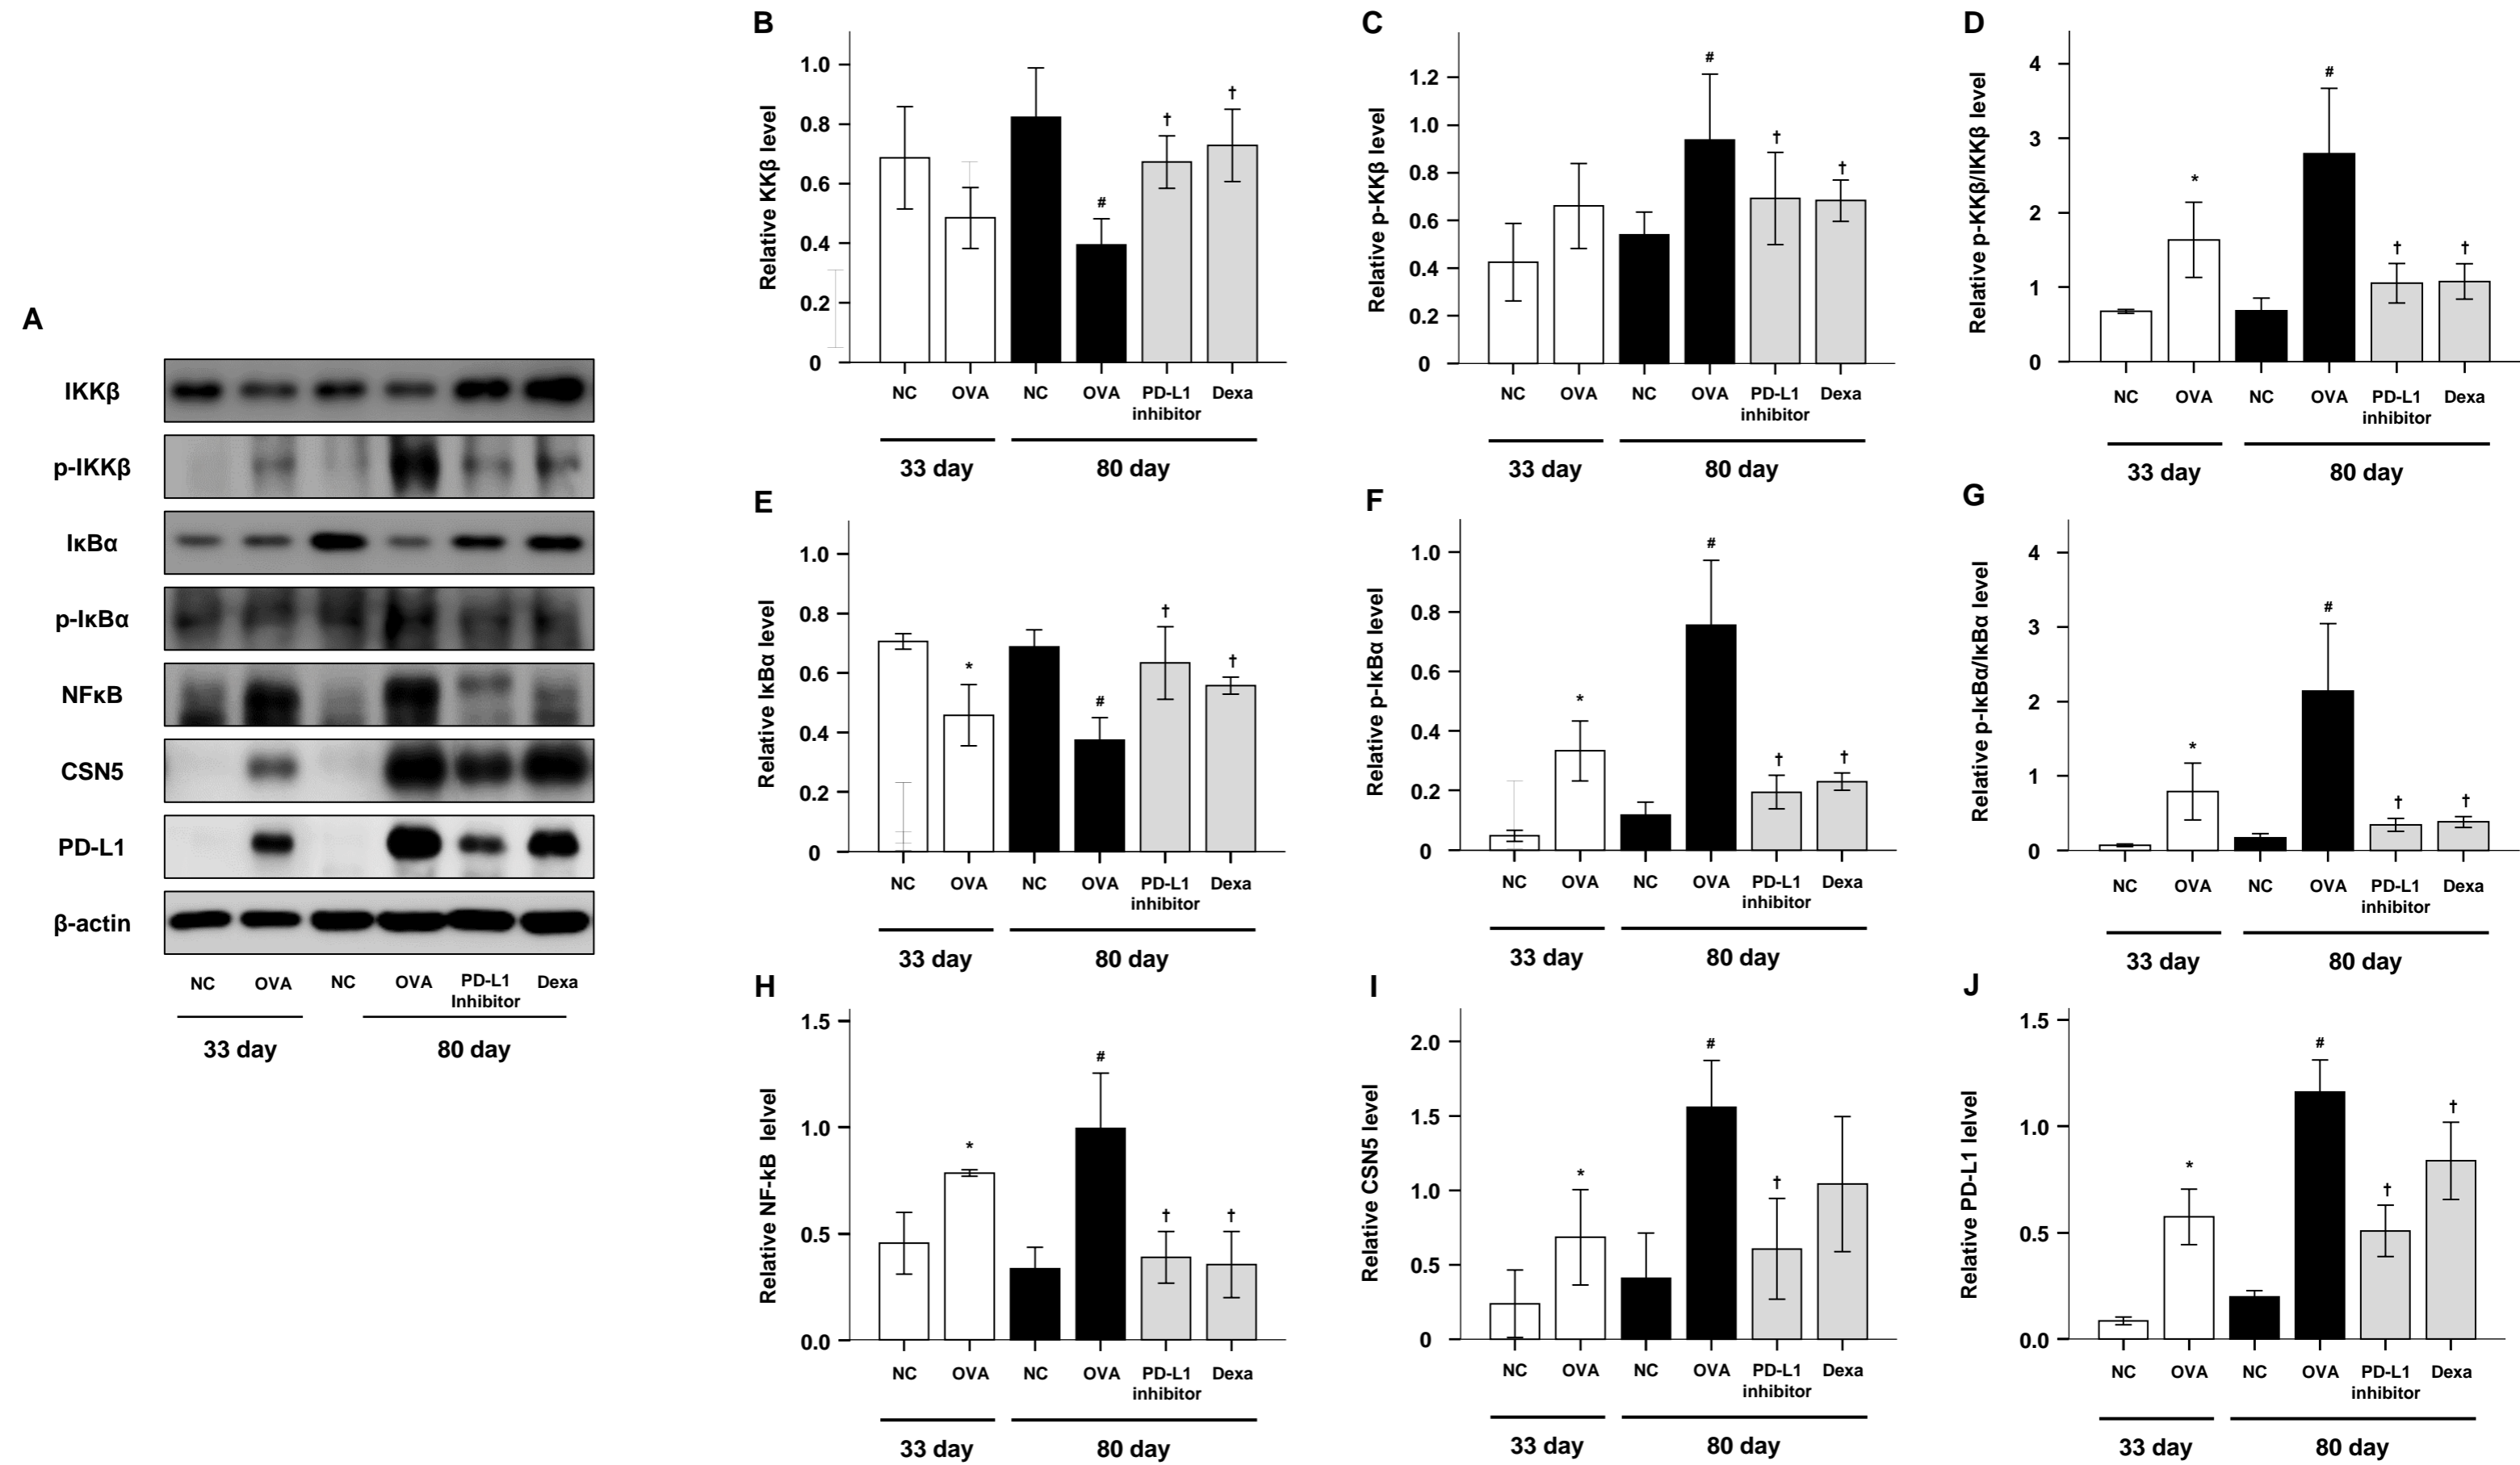 A
IKKβ
p-IKKβ
IκBα
p-IκBα
NFκB
CSN5
PD-L1
β-actin
NC OVA NC OVA PD-L1 Dexa
Inhibitor
33 day 80 day
B
Relative KKβ level
1.0
0.8
0.6
0.4
0.2
0
# † †
NC OVA NC OVA PD-L1 Dexa
inhibitor
33 day 80 day
C
Relative p-KKβ level
1.2
1.0
0.8
0.6
0.4
0.2
0
# † †
NC OVA NC OVA PD-L1 Dexa
inhibitor
33 day 80 day
D
Relative p-KKβ/IKKβ level
4
3
2
1
0
* # † †
NC OVA NC OVA PD-L1 Dexa
inhibitor
33 day 80 day
E
Relative IκBα level
1.0
0.8
0.6
0.4
0.2
0
* # † †
NC OVA NC OVA PD-L1 Dexa
inhibitor
33 day 80 day
F
Relative p-IκBα level
1.0
0.8
0.6
0.4
0.2
0
* # † †
NC OVA NC OVA PD-L1 Dexa
inhibitor
33 day 80 day
G
Relative p-IκBα/IκBα level
4
3
2
1
0
* # † †
NC OVA NC OVA PD-L1 Dexa
inhibitor
33 day 80 day
H
Relative NF-kB level
1.5
1.0
0.5
0.0
* # † †
NC OVA NC OVA PD-L1 Dexa
inhibitor
33 day 80 day
I
Relative CSN5 level
2.0
1.5
1.0
0.5
0
* # †
NC OVA NC OVA PD-L1 Dexa
inhibitor
33 day 80 day
J
Relative PD-L1 level
1.5
1.0
0.5
0.0
* # † †
NC OVA NC OVA PD-L1 Dexa
inhibitor
33 day 80 day